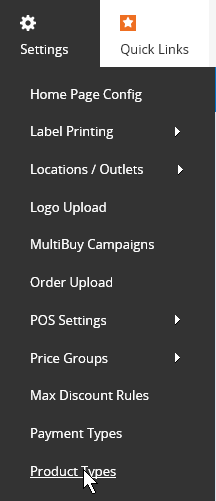 Settings
Quick Links
Home Page Config
Label Printing
Locations / Outlets
Logo Upload
MultiBuy Campaigns
Order Upload
POS Settings
Price Groups
Max Discount Rules
Payment Types
Product Types